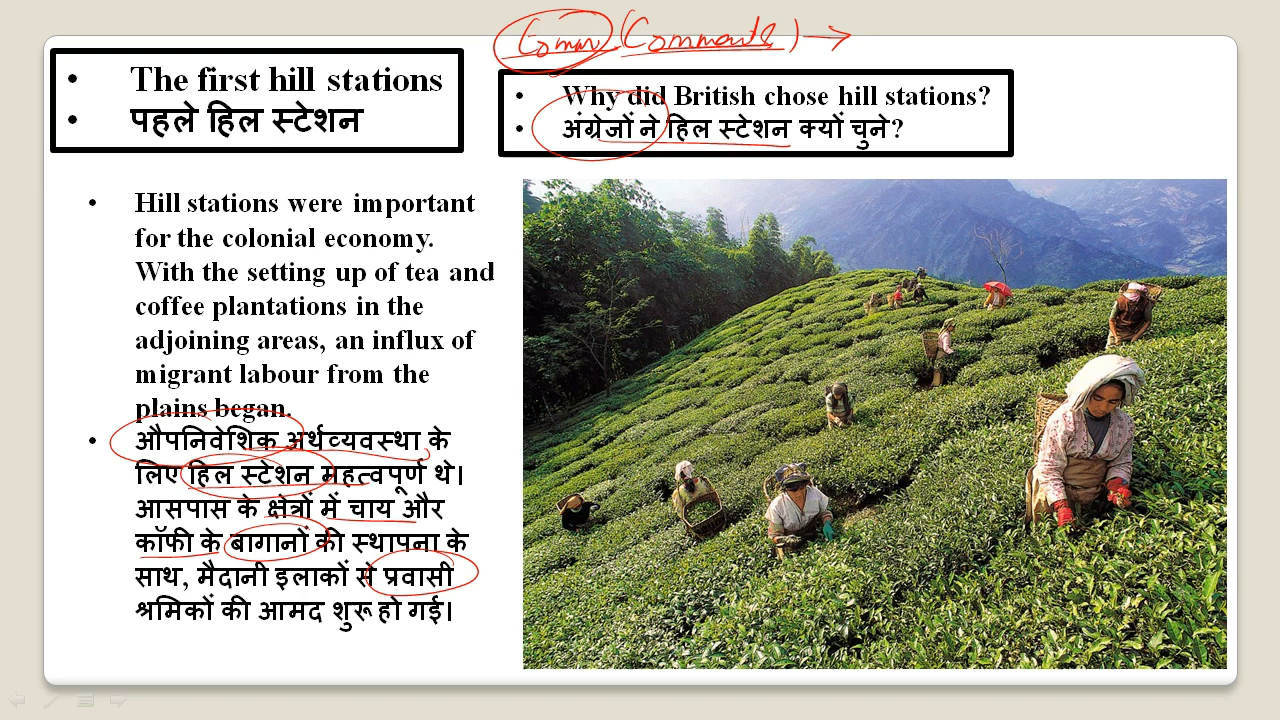 (Comments) →
• The first hill stations
• पहले हिल स्टेशन
• Why did British chose hill stations?
• अंग्रेजों ने हिल स्टेशन क्यों चुने?
• Hill stations were important
for the colonial economy.
With the setting up of tea and
coffee plantations in the
adjoining areas, an influx of
migrant labour from the
plains began.
• औपनिवेशिक अर्थव्यवस्था के
लिए हिल स्टेशन महत्वपूर्ण थे।
आसपास के क्षेत्रों में चाय और
कॉफी के बागानों की स्थापना के
साथ, मैदानी इलाकों से प्रवासी
श्रमिकों की आमद शुरू हो गई।